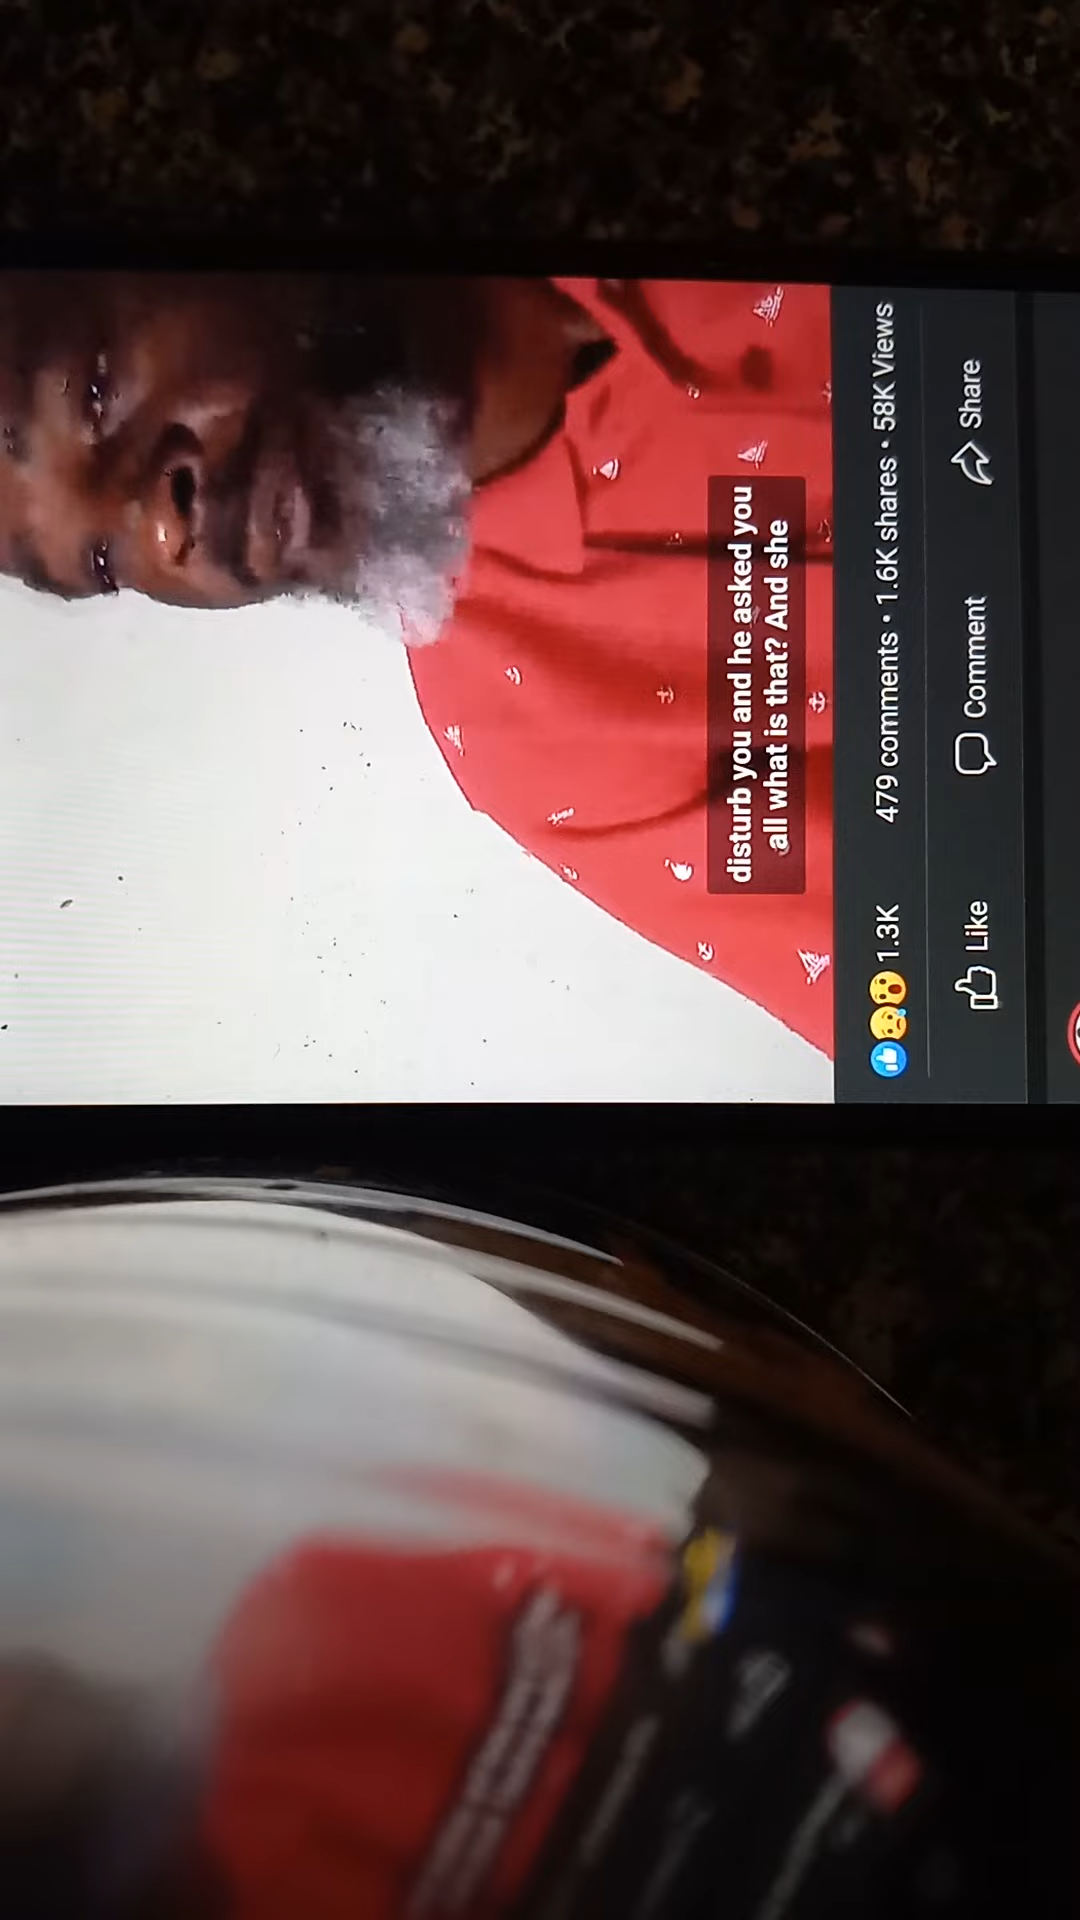 disturb you and he asked you
all what is that? And she
1.3K
479 comments • 1.6K shares • 58K Views
Like
Comment
Share